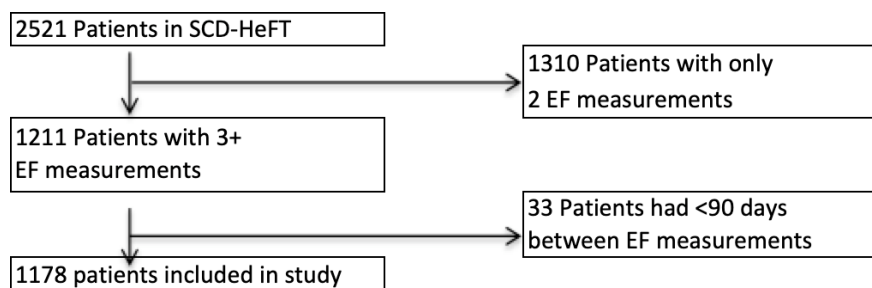 2521 Patients in SCD-HeFT
1310 Patients with only
2 EF measurements
1211 Patients with 3+
EF measurements
33 Patients had <90 days
between EF measurements
1178 patients included in study